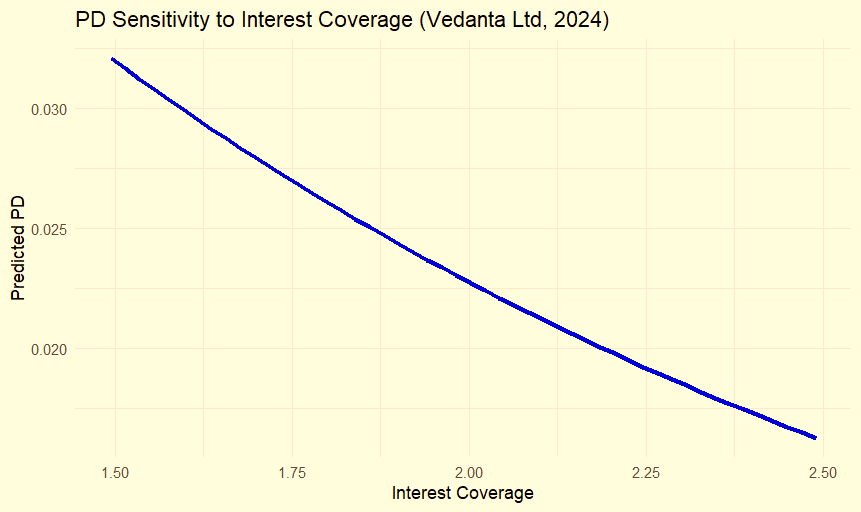 PD Sensitivity to Interest Coverage (Vedanta Ltd, 2024)
Predicted PD
0.030
0.025
0.020
1.50 1.75 2.00 2.25 2.50
Interest Coverage